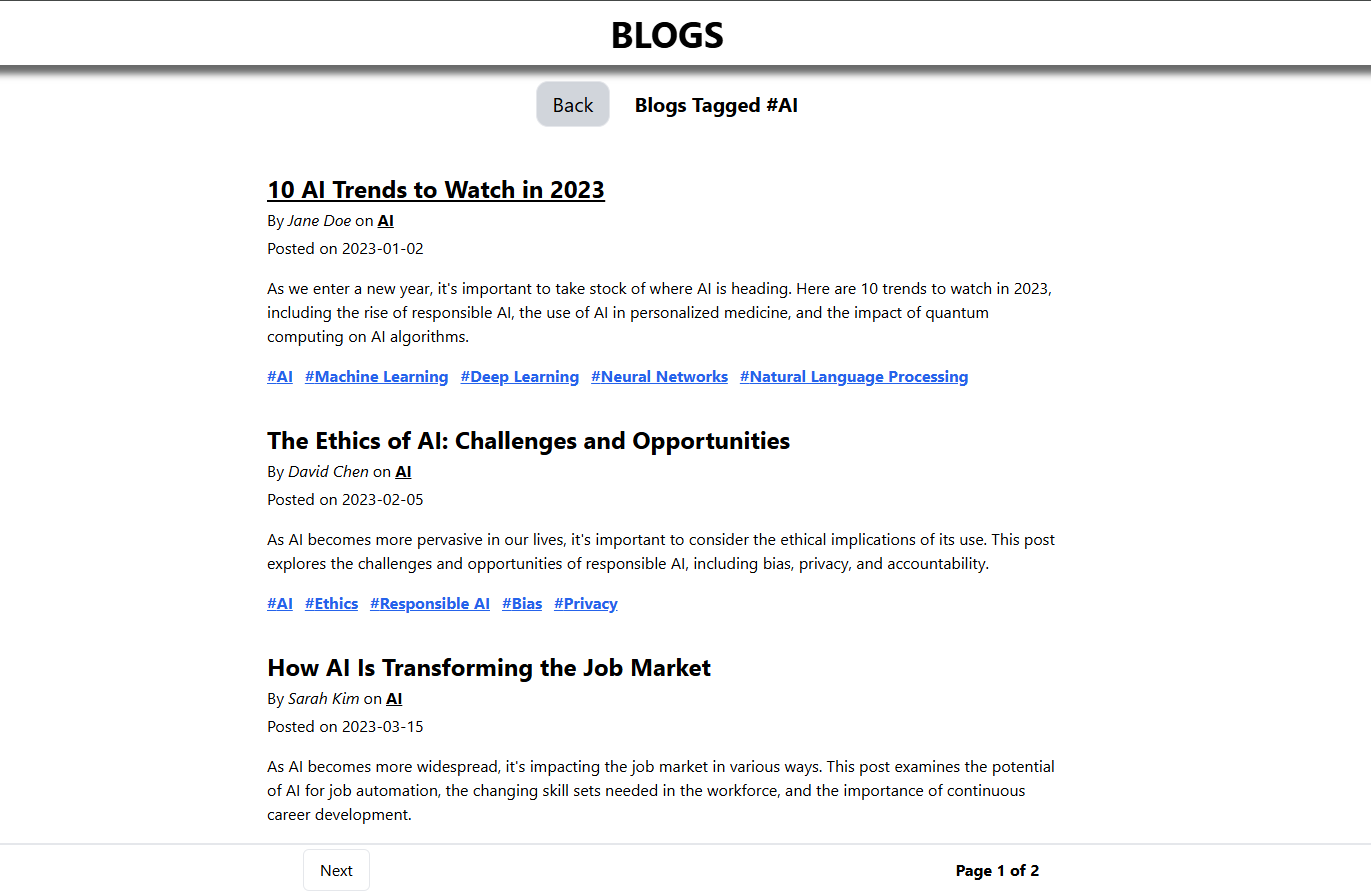 BLOGS
Back Blogs Tagged #AI
10 AI Trends to Watch in 2023
By Jane Doe on AI
Posted on 2023-01-02
As we enter a new year, it's important to take stock of where AI is heading. Here are 10 trends to watch in 2023,
including the rise of responsible AI, the use of AI in personalized medicine, and the impact of quantum
computing on AI algorithms.
#AI #Machine Learning #Deep Learning #Neural Networks #Natural Language Processing
The Ethics of AI: Challenges and Opportunities
By David Chen on AI
Posted on 2023-02-05
As AI becomes more pervasive in our lives, it's important to consider the ethical implications of its use. This post
explores the challenges and opportunities of responsible AI, including bias, privacy, and accountability.
#AI #Ethics #Responsible AI #Bias #Privacy
How AI Is Transforming the Job Market
By Sarah Kim on AI
Posted on 2023-03-15
As AI becomes more widespread, it's impacting the job market in various ways. This post examines the potential
of AI for job automation, the changing skill sets needed in the workforce, and the importance of continuous
career development.
Next Page 1 of 2